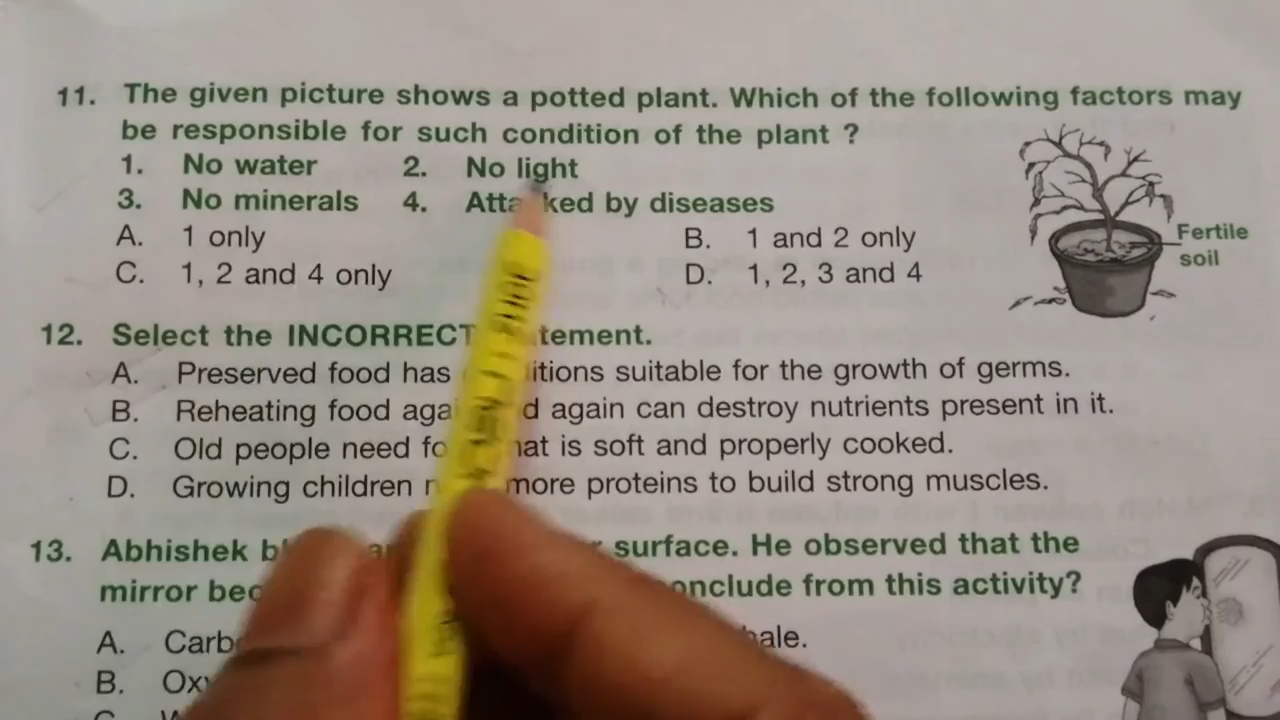 11. The given picture shows a potted plant. Which of the following factors may
be responsible for such condition of the plant ?
1. No water 2. No light
3. No minerals 4. Atta ked by diseases
A. 1 only B. 1 and 2 only
C. 1, 2 and 4 only D. 1, 2, 3 and 4
Fertile
soil
12. Select the INCORRECT tement.
A. Preserved food has itions suitable for the growth of germs.
B. Reheating food agai d again can destroy nutrients present in it.
C. Old people need fo hat is soft and properly cooked.
D. Growing children n more proteins to build strong muscles.
13. Abhishek bl surface. He observed that the
mirror bec onclude from this activity?
A. Carb hale.
B. Oxy
C. W